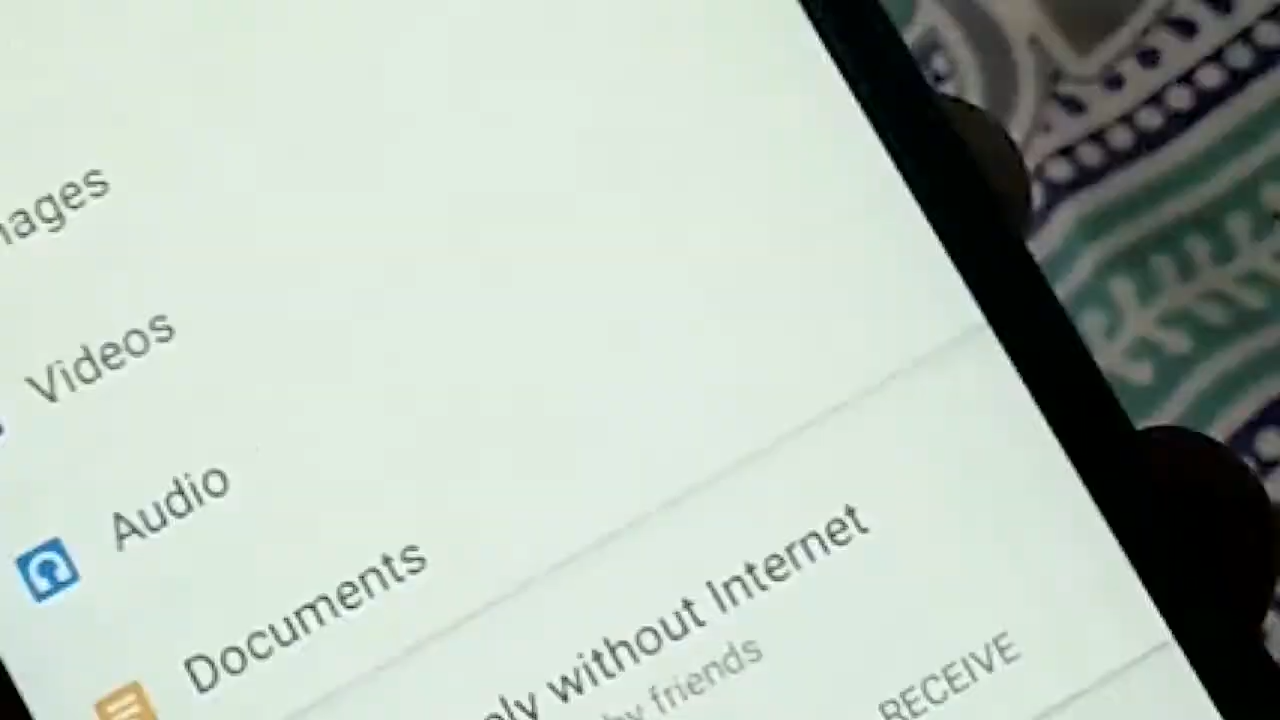 Videos
Audio
Documents
without Internet
friends
RECEIVE